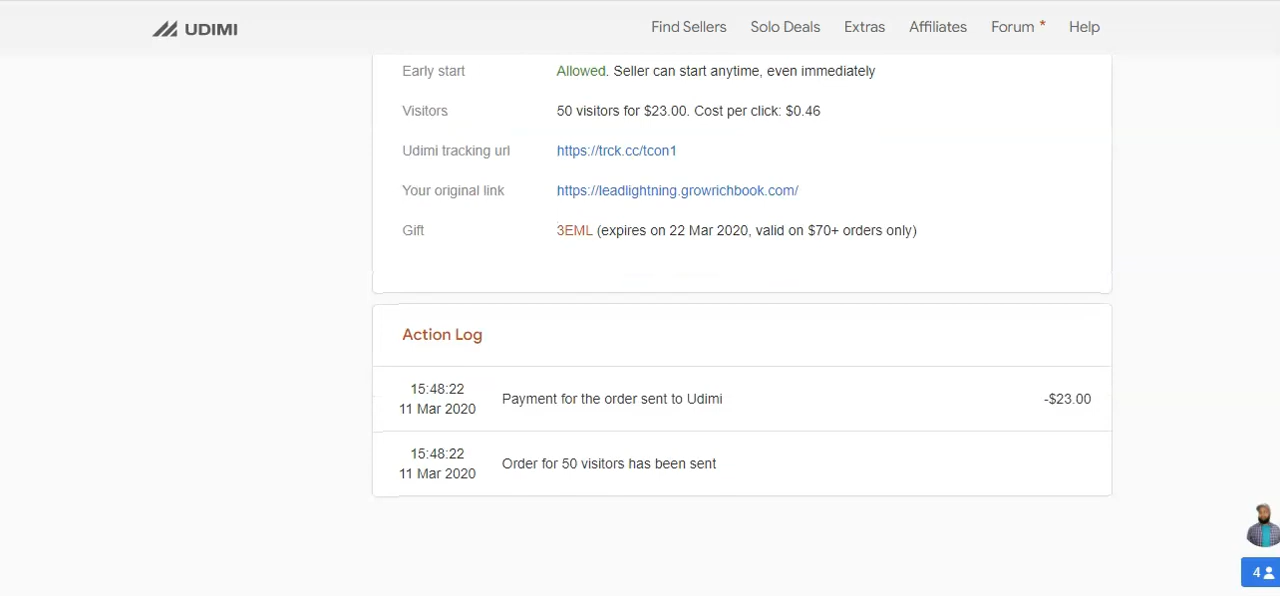 UDIMI
Find Sellers Solo Deals Extras Affiliates Forum * Help
Early start Allowed. Seller can start anytime, even immediately
Visitors 50 visitors for $23.00. Cost per click: $0.46
Udimi tracking url https://trck.cc/tcon1
Your original link https://leadlightning.growrichbook.com/
Gift 3EML (expires on 22 Mar 2020, valid on $70+ orders only)
Action Log
15:48:22
11 Mar 2020
Payment for the order sent to Udimi -$23.00
15:48:22
11 Mar 2020
Order for 50 visitors has been sent
4